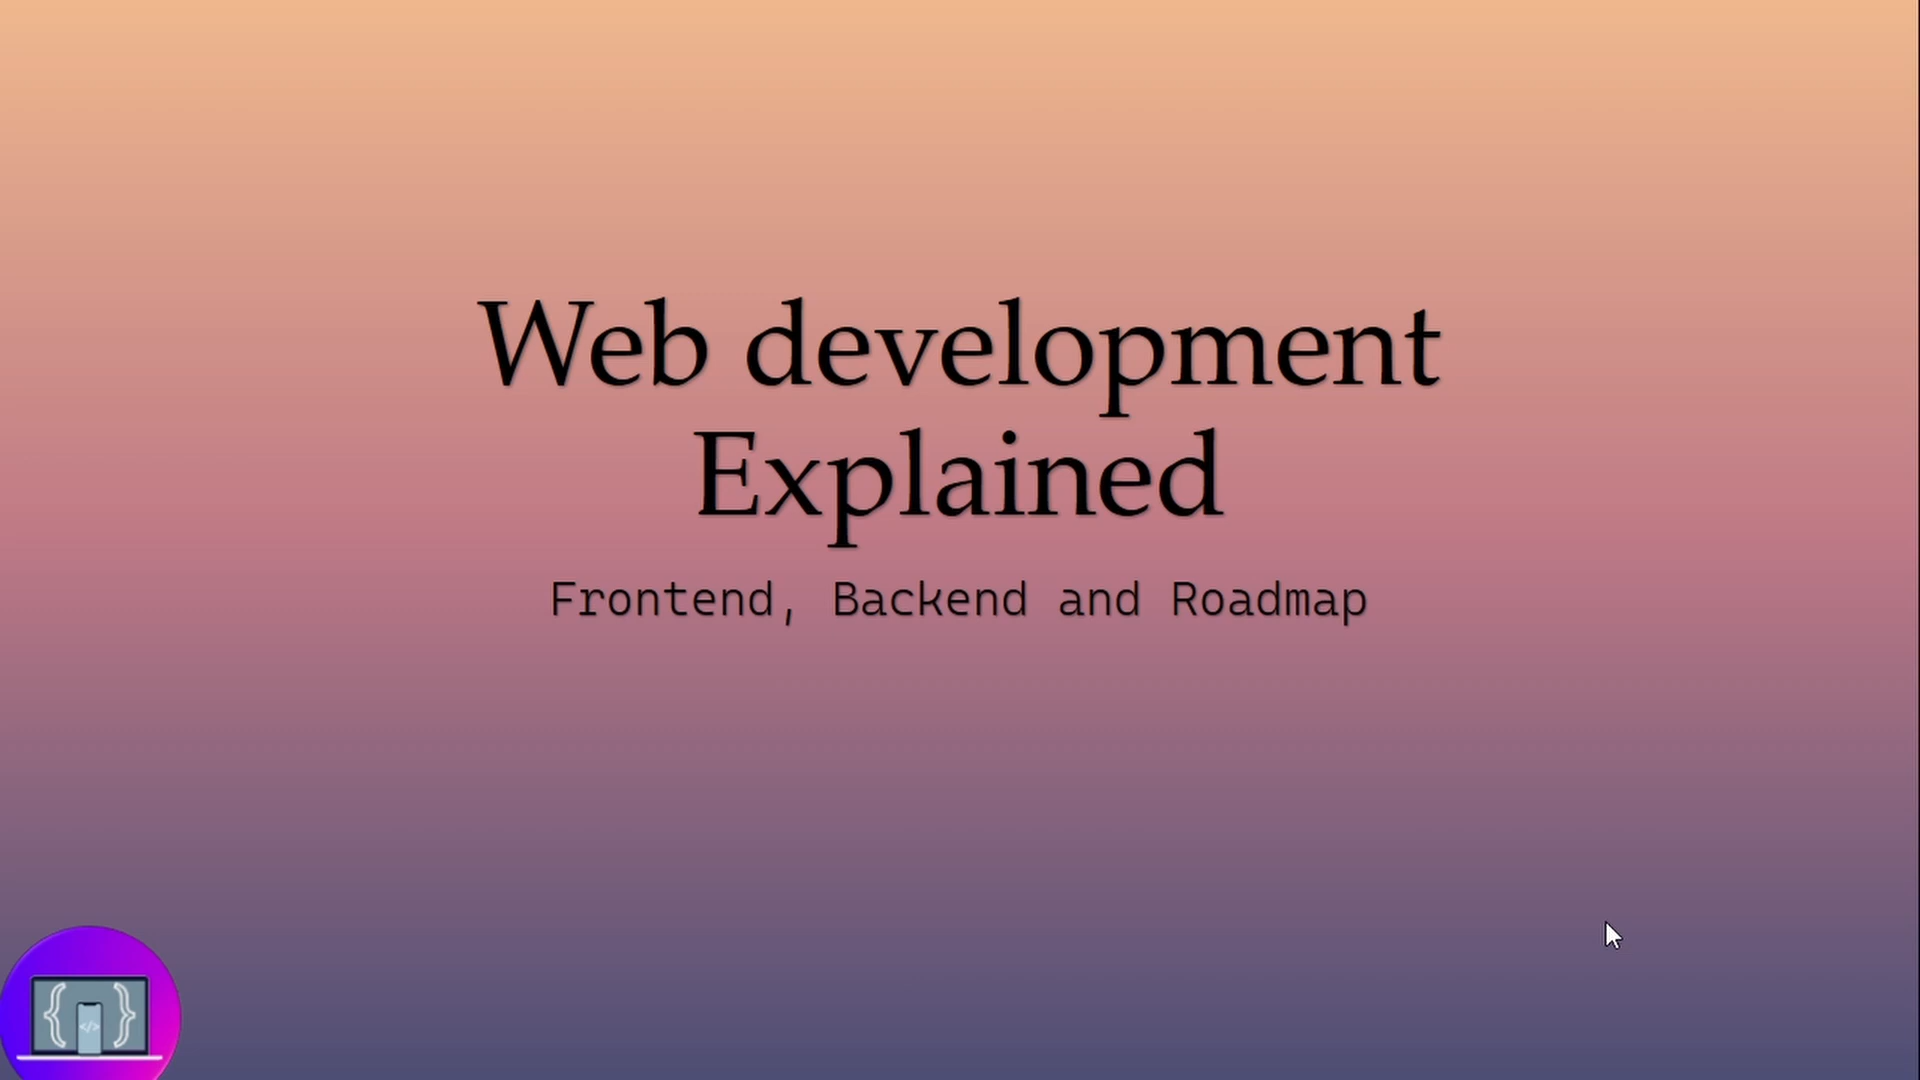 Web development
Explained
Frontend, Backend and Roadmap
{ </> }